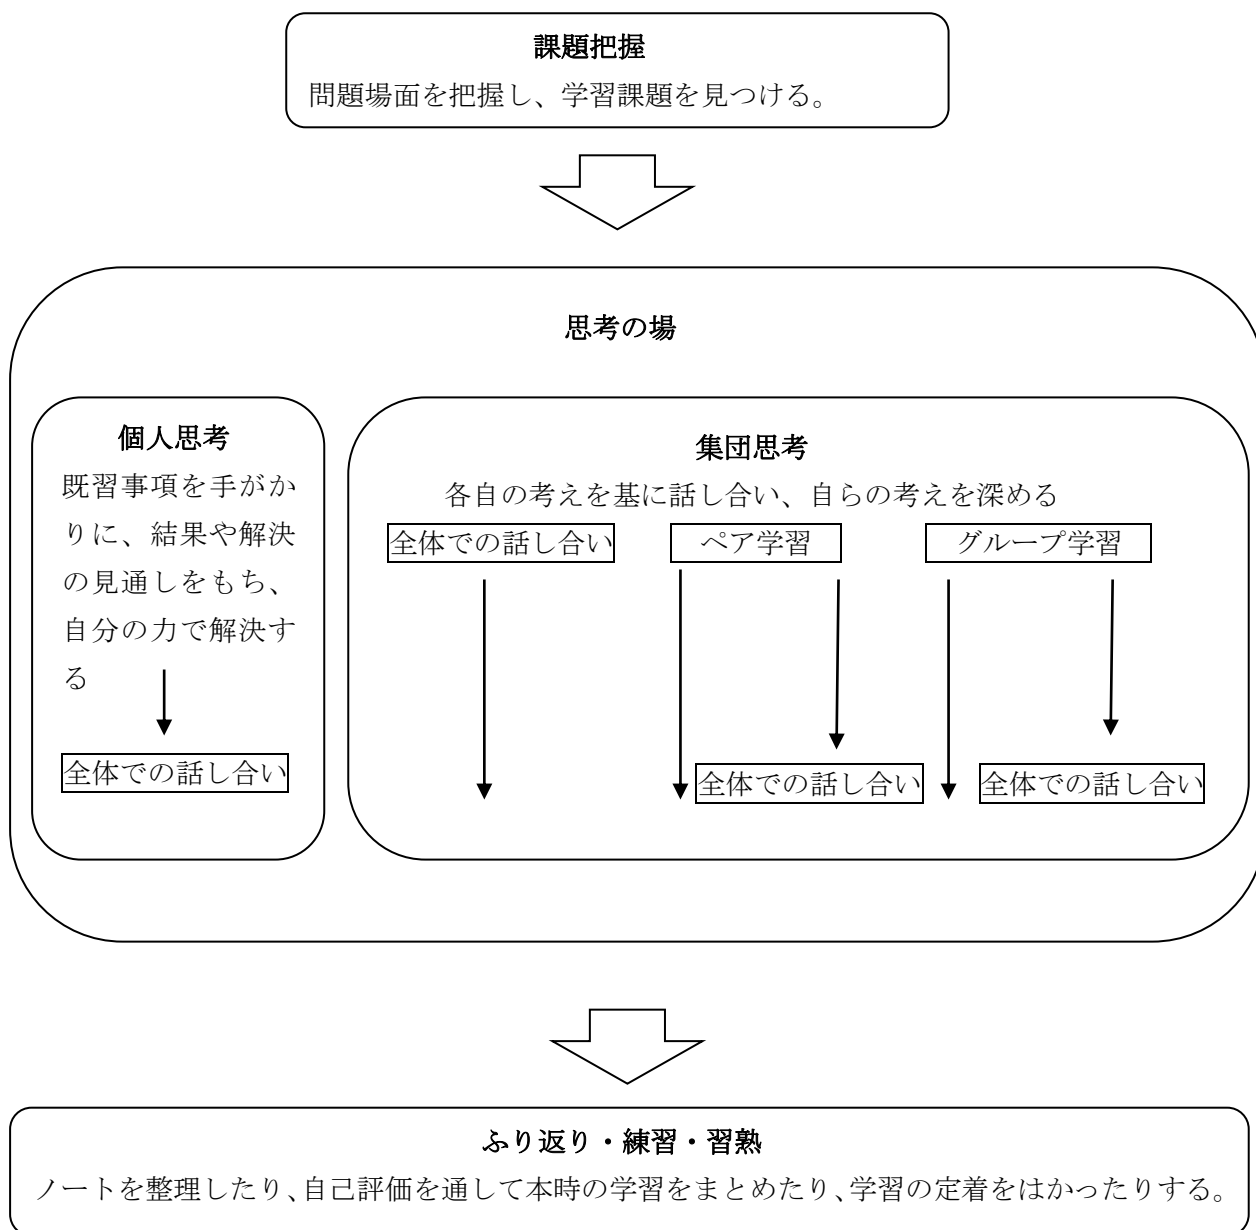 課題把握
問題場面を把握し、学習課題を見つける。
思考の場
個人思考
既習事項を手がか
りに、結果や解決
の見通しをもち、
自分の力で解決す
る
全体での話し合い
集団思考
各自の考えを基に話し合い、自らの考えを深める
全体での話し合い
ペア学習
グループ学習
全体での話し合い
全体での話し合い
ふり返り・練習・習熟
ノートを整理したり、自己評価を通して本時の学習をまとめたり、学習の定着をはかったりする。